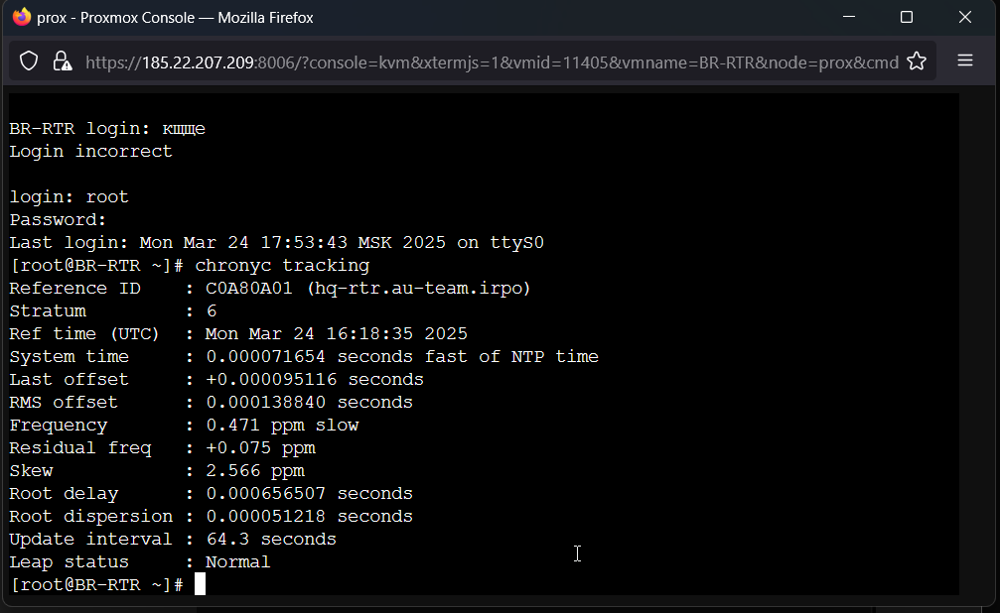 prox - Proxmox Console — Mozilla Firefox
https://185.22.207.209:8006/?console=kvm&xtermjs=1&vmid=11405&vmname=BR-RTR&node=prox&cmd
BR-RTR login: кщще
Login incorrect
login: root
Password:
Last login: Mon Mar 24 17:53:43 MSK 2025 on ttyS0
[root@BR-RTR ~]# chronyc tracking
Reference ID    : C0A80A01 (hq-rtr.au-team.irpo)
Stratum         : 6
Ref time (UTC)  : Mon Mar 24 16:18:35 2025
System time     : 0.000071654 seconds fast of NTP time
Last offset     : +0.000095116 seconds
RMS offset      : 0.000138840 seconds
Frequency       : 0.471 ppm slow
Residual freq   : +0.075 ppm
Skew            : 2.566 ppm
Root delay      : 0.000656507 seconds
Root dispersion : 0.000051218 seconds
Update interval : 64.3 seconds
Leap status     : Normal
[root@BR-RTR ~]#